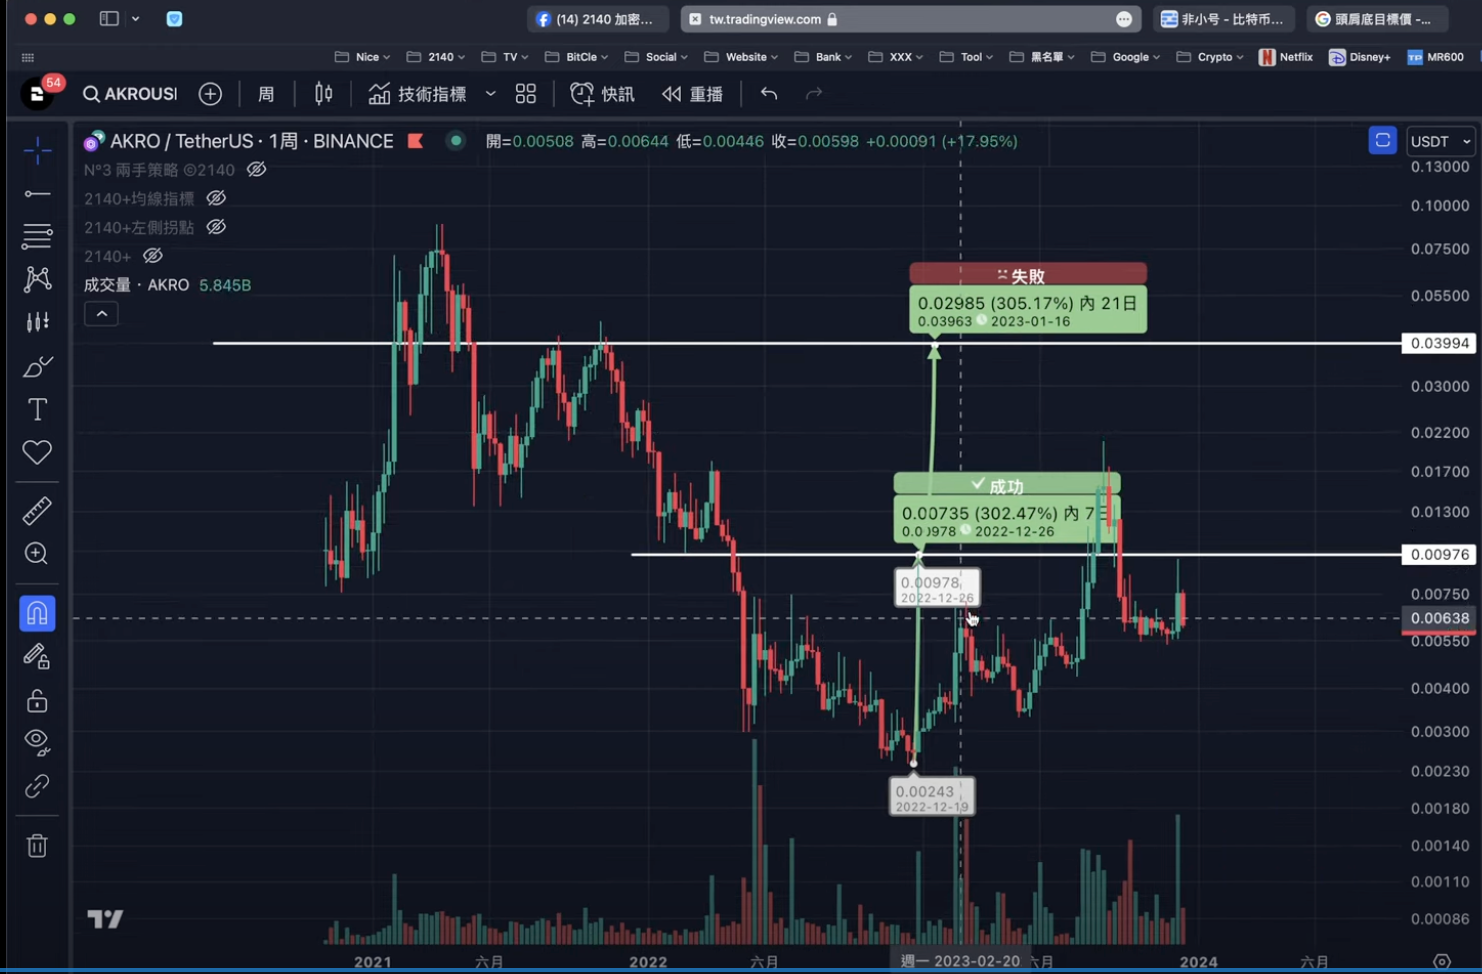 (14) 2140 加密...
tw.tradingview.com
非小号 - 比特币...
頭肩底目標價 -...
Nice
2140
TV
BitCle
Social
Website
Bank
XXX
Tool
黑名單
Google
Crypto
Netflix
Disney+
TP MR600
54
AKROUSI
周
技術指標
快訊
重播
AKRO / TetherUS · 1周 · BINANCE
開=0.00508 高=0.00644 低=0.00446 收=0.00598 +0.00091 (+17.95%)
USDT
Nº3 兩手策略 ©2140
2140+均線指標
2140+左側拐點
2140+
成交量 · AKRO 5.845B
失敗
0.02985 (305.17%) 內 21日
0.03963 2023-01-16
成功
0.00735 (302.47%) 內 7日
0.00978 2022-12-26
0.00978
2022-12-26
0.00243
2022-12-19
0.13000
0.10000
0.07500
0.05500
0.03994
0.03000
0.02200
0.01700
0.01300
0.00976
0.00750
0.00638
0.00550
0.00400
0.00300
0.00230
0.00180
0.00140
0.00110
0.00086
2021
六月
2022
六月
週一 2023-02-20
六月
2024
六月